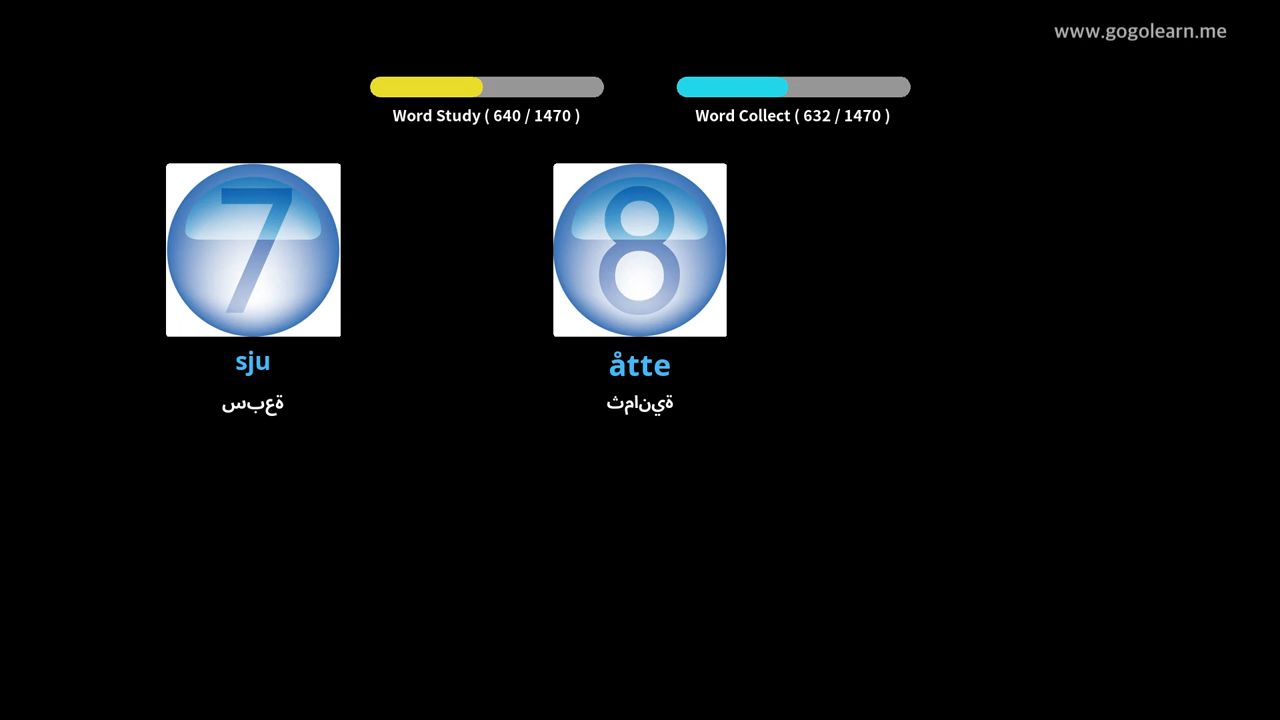 www.gogolearn.me
Word Study ( 640 / 1470 )
Word Collect ( 632 / 1470 )
7
8
sju
åtte
سبعة
ثمانية